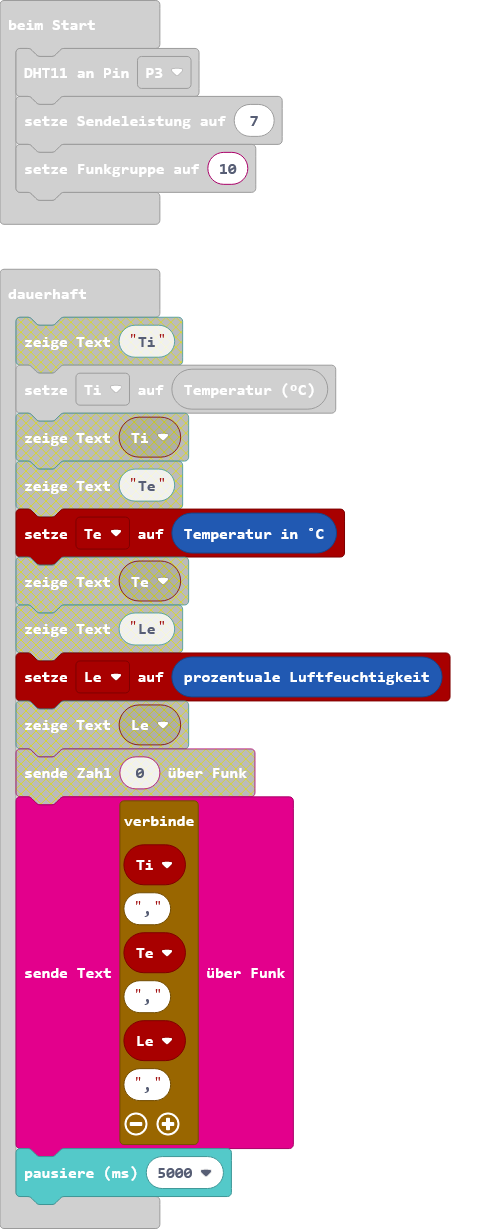 beim Start
DHT11 an Pin P3
setze Sendeleistung auf 7
setze Funkgruppe auf 10
dauerhaft
zeige Text "Ti"
setze Ti auf Temperatur (ºC)
zeige Text Ti
zeige Text "Te"
setze Te auf Temperatur in °C
zeige Text Te
zeige Text "Le"
setze Le auf prozentuale Luftfeuchtigkeit
zeige Text Le
sende Zahl 0 über Funk
verbinde
Ti
","
Te
sende Text über Funk
","
Le
","
pausiere (ms) 5000